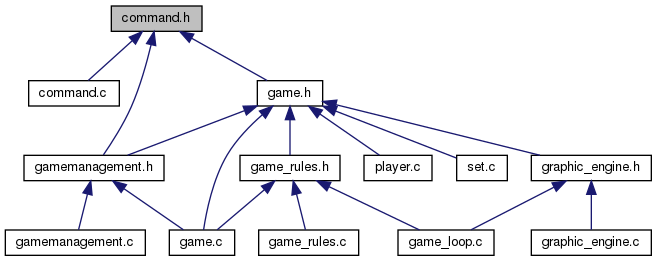 command.h
command.c
game.h
gamemanagement.h
game_rules.h
player.c
set.c
graphic_engine.h
gamemanagement.c
game.c
game_rules.c
game_loop.c
graphic_engine.c